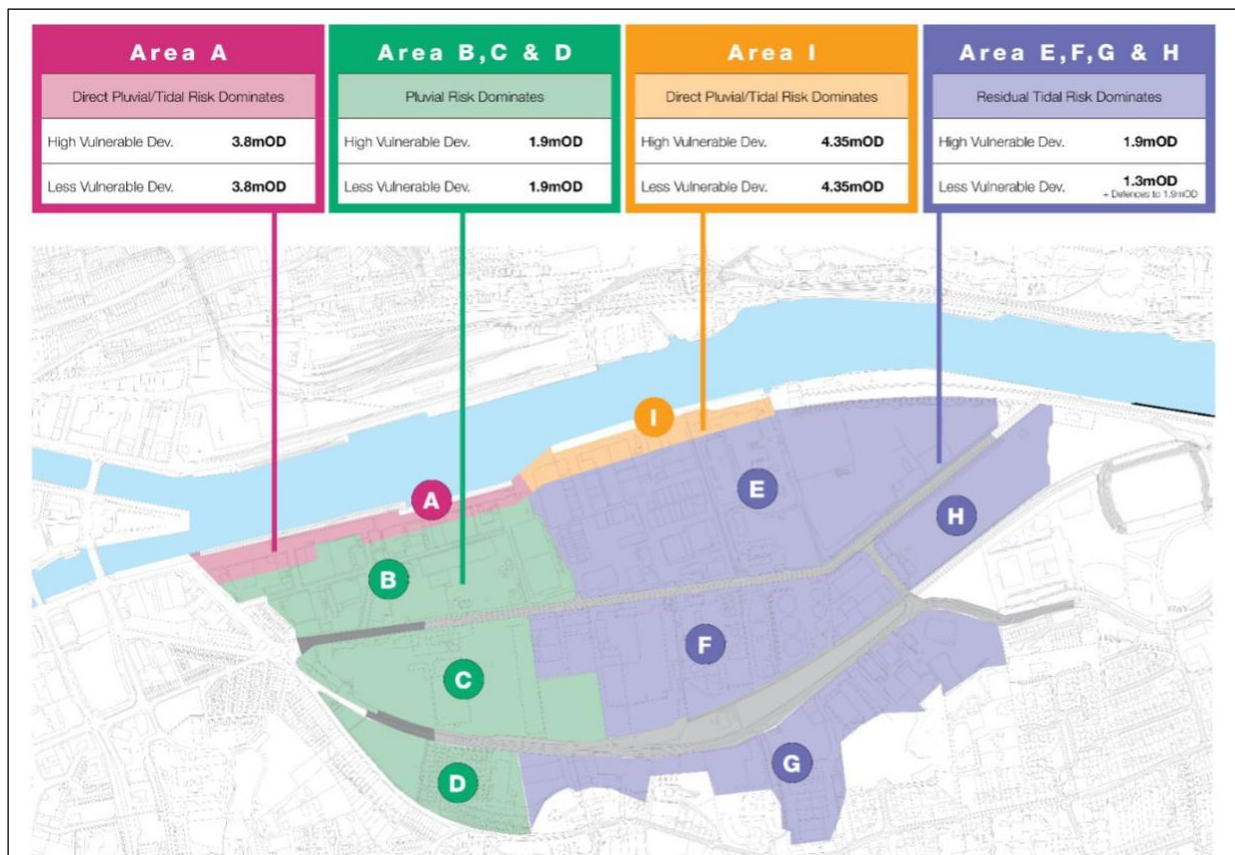 Area A
Direct Pluvial/Tidal Risk Dominates
High Vulnerable Dev. 3.8mOD
Less Vulnerable Dev. 3.8mOD
Area B, C & D
Pluvial Risk Dominates
High Vulnerable Dev. 1.9mOD
Less Vulnerable Dev. 1.9mOD
Area I
Direct Pluvial/Tidal Risk Dominates
High Vulnerable Dev. 4.35mOD
Less Vulnerable Dev. 4.35mOD
Area E, F, G & H
Residual Tidal Risk Dominates
High Vulnerable Dev. 1.9mOD
Less Vulnerable Dev. 1.3mOD
+ Defences to 1.9mOD
I
A
E
H
B
F
C
G
D